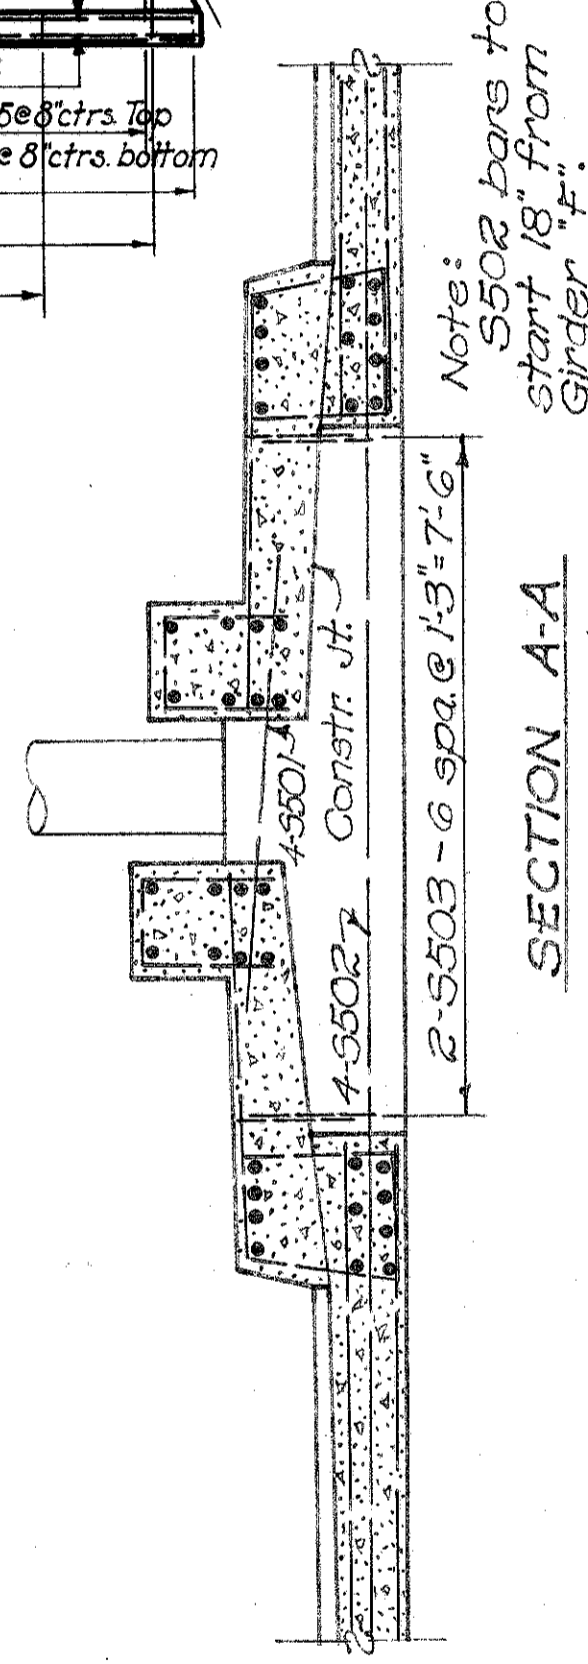 5@8"ctrs. Top
@ 8"ctrs. bottom
Note:
S502 bars to
start 18" from
Girder "F".
4-S501
Constr. Jt.
4-S502
2-S503-6 spa. @ 1'-3"=7'-6"
SECTION A-A